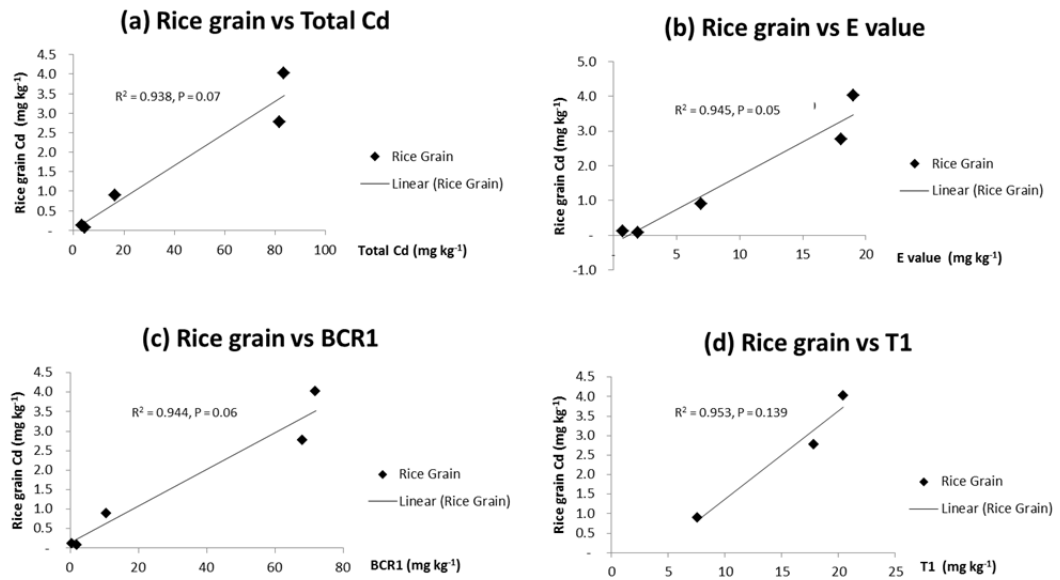 (a) Rice grain vs Total Cd
Rice grain Cd (mg kg⁻¹)
4.5
4.0
3.5
3.0
2.5
2.0
1.5
1.0
0.5
-
R² = 0.938, P = 0.07
Rice Grain
Linear (Rice Grain)
0 20 40 60 80 100
Total Cd (mg kg⁻¹)
(b) Rice grain vs E value
Rice grain Cd (mg kg⁻¹)
5.0
4.0
3.0
2.0
1.0
-
-1.0
R² = 0.945, P = 0.05
Rice Grain
Linear (Rice Grain)
- 5 10 15 20
E value (mg kg⁻¹)
(c) Rice grain vs BCR1
Rice grain Cd (mg kg⁻¹)
4.5
4.0
3.5
3.0
2.5
2.0
1.5
1.0
0.5
-
R² = 0.944, P = 0.06
Rice Grain
Linear (Rice Grain)
0 20 40 60 80
BCR1 (mg kg⁻¹)
(d) Rice grain vs T1
Rice grain Cd (mg kg⁻¹)
4.5
4.0
3.5
3.0
2.5
2.0
1.5
1.0
0.5
-
R² = 0.953, P = 0.139
Rice Grain
Linear (Rice Grain)
0 5 10 15 20 25
T1 (mg kg⁻¹)